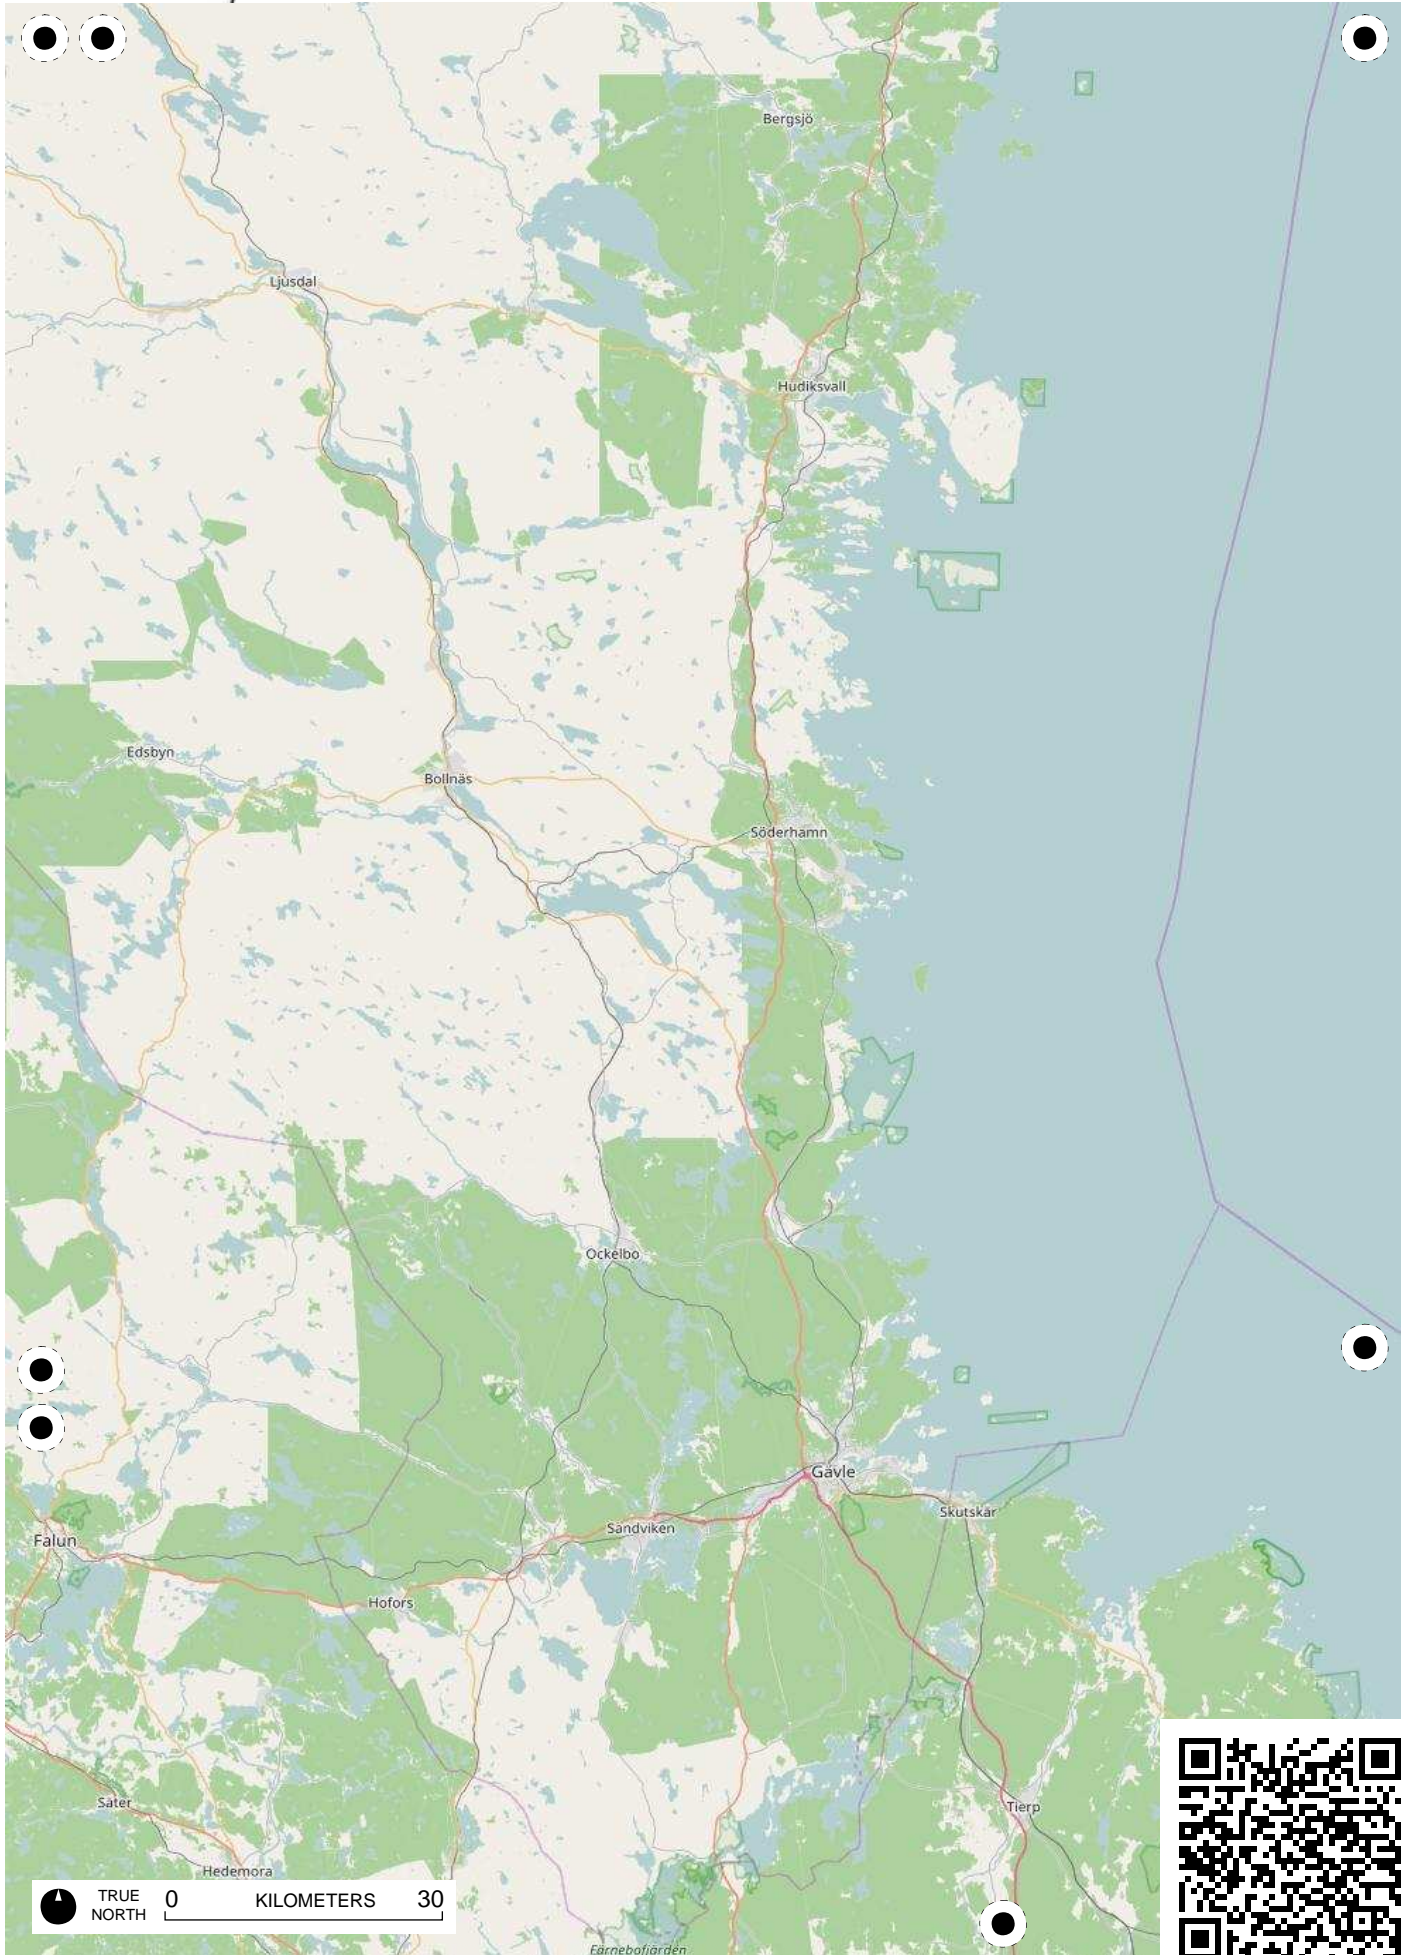 Bergsjö
Ljusdal
Hudiksvall
Edsbyn
Bollnäs
Söderhamn
Ockelbo
Gävle
Skutskär
Sandviken
Falun
Hofors
Säter
Tierp
Hedemora
TRUE NORTH
0 KILOMETERS 30
Färnebofjärden